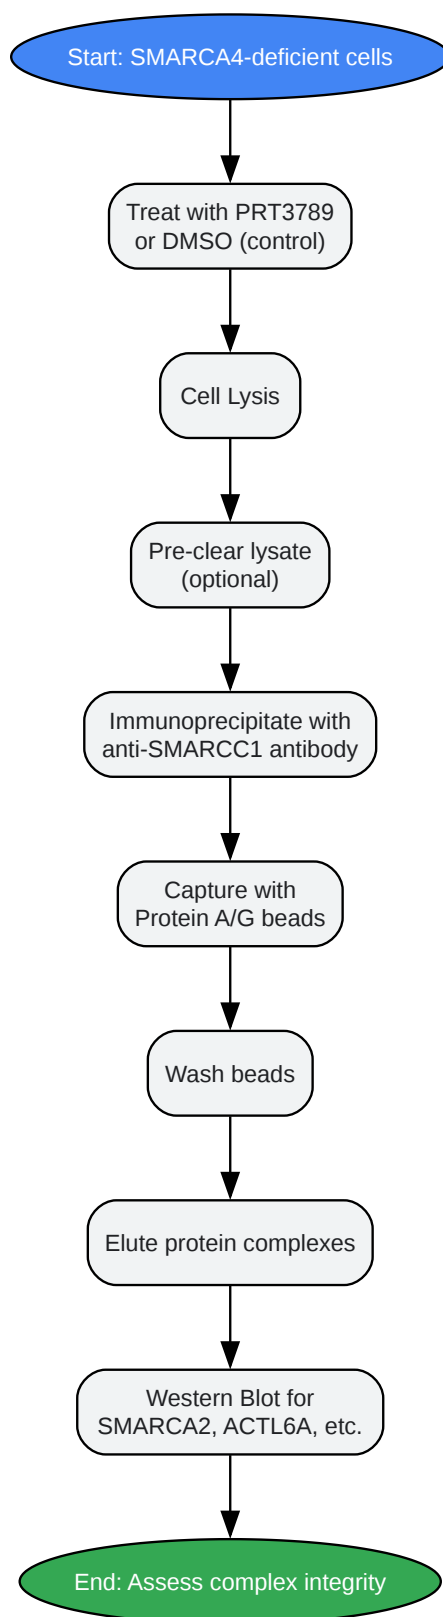 Start: SMARCA4-deficient cells
Treat with PRT3789
or DMSO (control)
Cell Lysis
Pre-clear lysate
(optional)
Immunoprecipitate with
anti-SMARCC1 antibody
Capture with
Protein A/G beads
Wash beads
Elute protein complexes
Western Blot for
SMARCA2, ACTL6A, etc.
End: Assess complex integrity